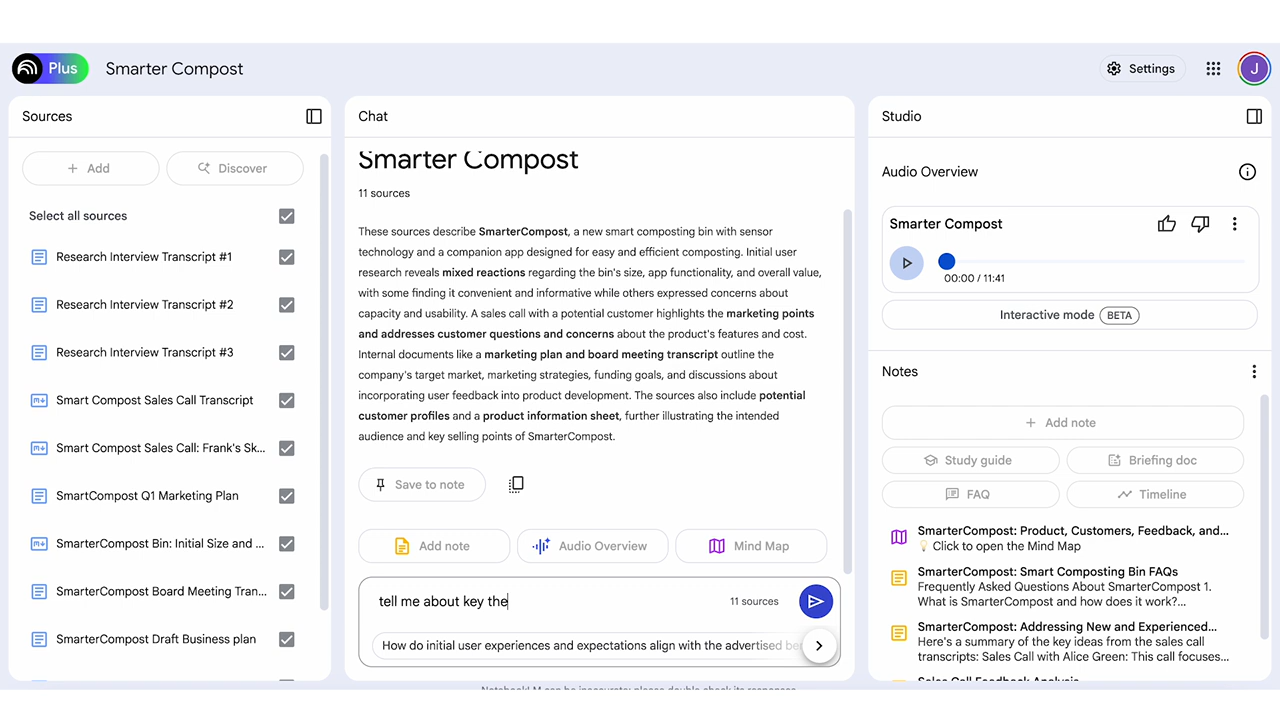 Plus
Smarter Compost
Settings
J
Sources
Add
Discover
Select all sources
Research Interview Transcript #1
Research Interview Transcript #2
Research Interview Transcript #3
Smart Compost Sales Call Transcript
Smart Compost Sales Call: Frank's Sk...
SmartCompost Q1 Marketing Plan
SmarterCompost Bin: Initial Size and ...
SmarterCompost Board Meeting Tran...
SmarterCompost Draft Business plan
Chat
Smarter Compost
11 sources
These sources describe SmarterCompost, a new smart composting bin with sensor
technology and a companion app designed for easy and efficient composting. Initial user
research reveals mixed reactions regarding the bin's size, app functionality, and overall value,
with some finding it convenient and informative while others expressed concerns about
capacity and usability. A sales call with a potential customer highlights the marketing points
and addresses customer questions and concerns about the product's features and cost.
Internal documents like a marketing plan and board meeting transcript outline the
company's target market, marketing strategies, funding goals, and discussions about
incorporating user feedback into product development. The sources also include potential
customer profiles and a product information sheet, further illustrating the intended
audience and key selling points of SmarterCompost.
Save to note
Add note
Audio Overview
Mind Map
tell me about key the
11 sources
How do initial user experiences and expectations align with the advertised be
NotebookLM can be inaccurate; please double check its responses.
Studio
Audio Overview
Smarter Compost
00:00 / 11:41
Interactive mode BETA
Notes
Add note
Study guide
Briefing doc
FAQ
Timeline
SmarterCompost: Product, Customers, Feedback, and...
Click to open the Mind Map
SmarterCompost: Smart Composting Bin FAQs
Frequently Asked Questions About SmarterCompost 1.
What is SmarterCompost and how does it work?...
SmarterCompost: Addressing New and Experienced...
Here's a summary of the key ideas from the sales call
transcripts: Sales Call with Alice Green: This call focuses...
Sales Call Feedback Analysis